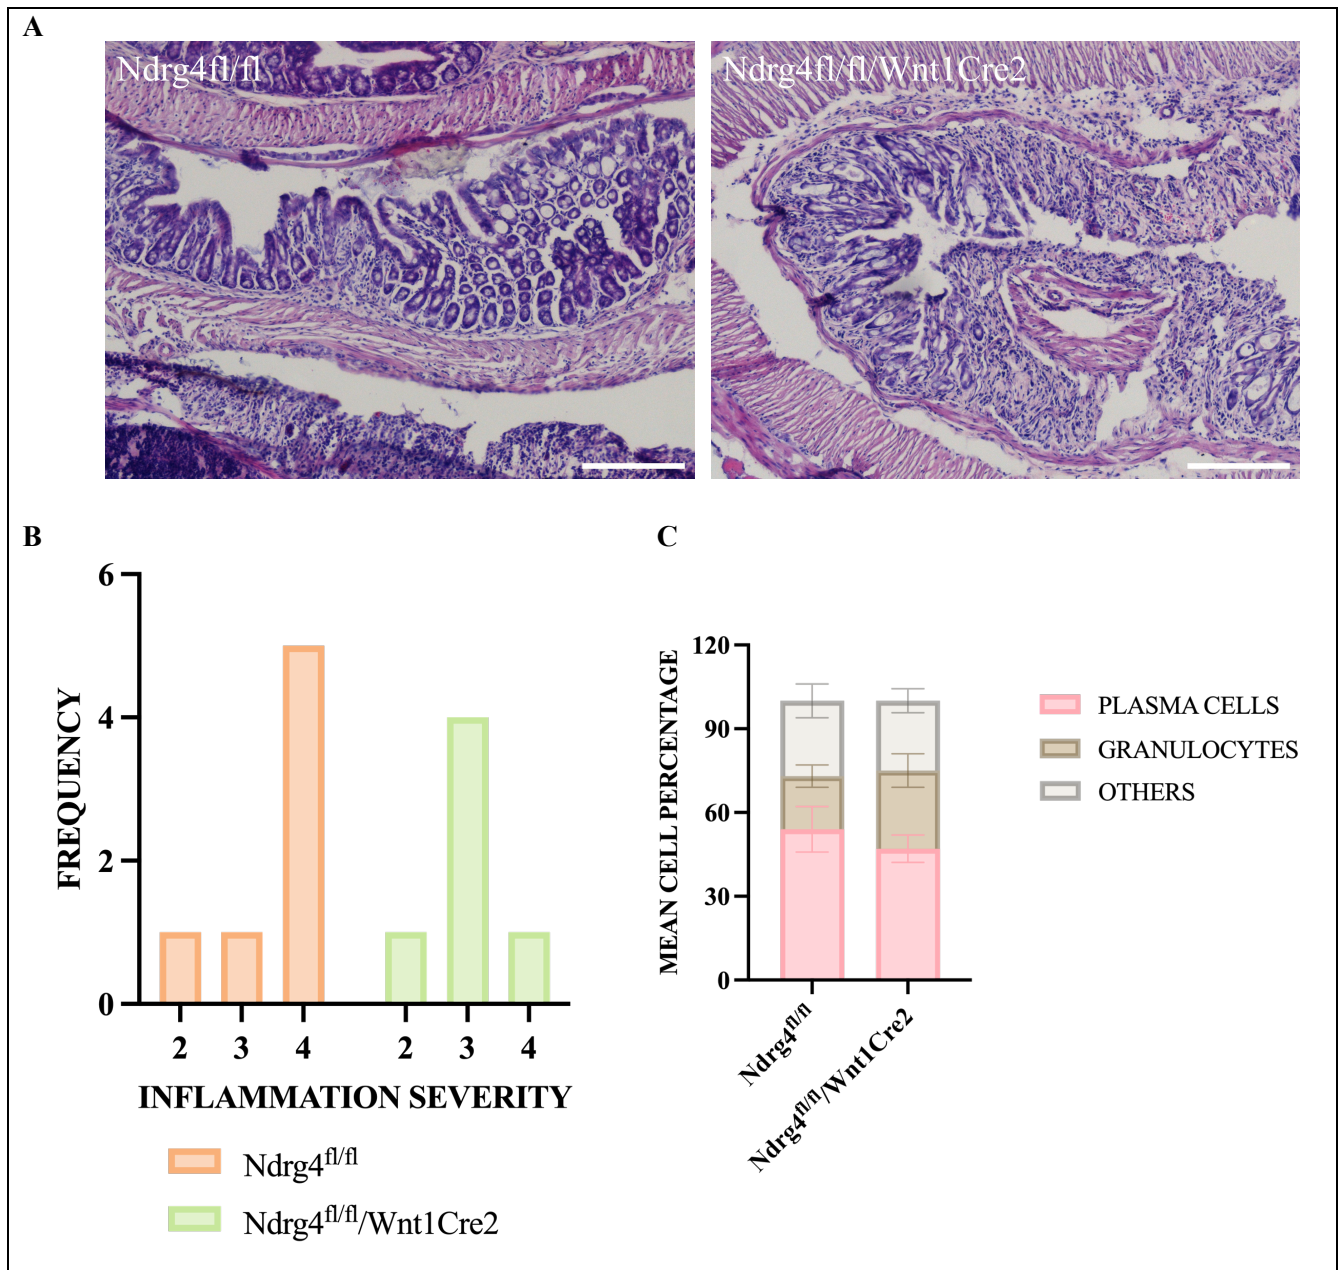 A
Ndrg4fl/fl
Ndrg4fl/fl/Wnt1Cre2
B
6
4
2
0
FREQUENCY
2 3 4 2 3 4
INFLAMMATION SEVERITY
Ndrg4fl/fl
Ndrg4fl/fl/Wnt1Cre2
C
120
90
60
30
0
MEAN CELL PERCENTAGE
Ndrg4fl/fl
Ndrg4fl/fl/Wnt1Cre2
PLASMA CELLS
GRANULOCYTES
OTHERS